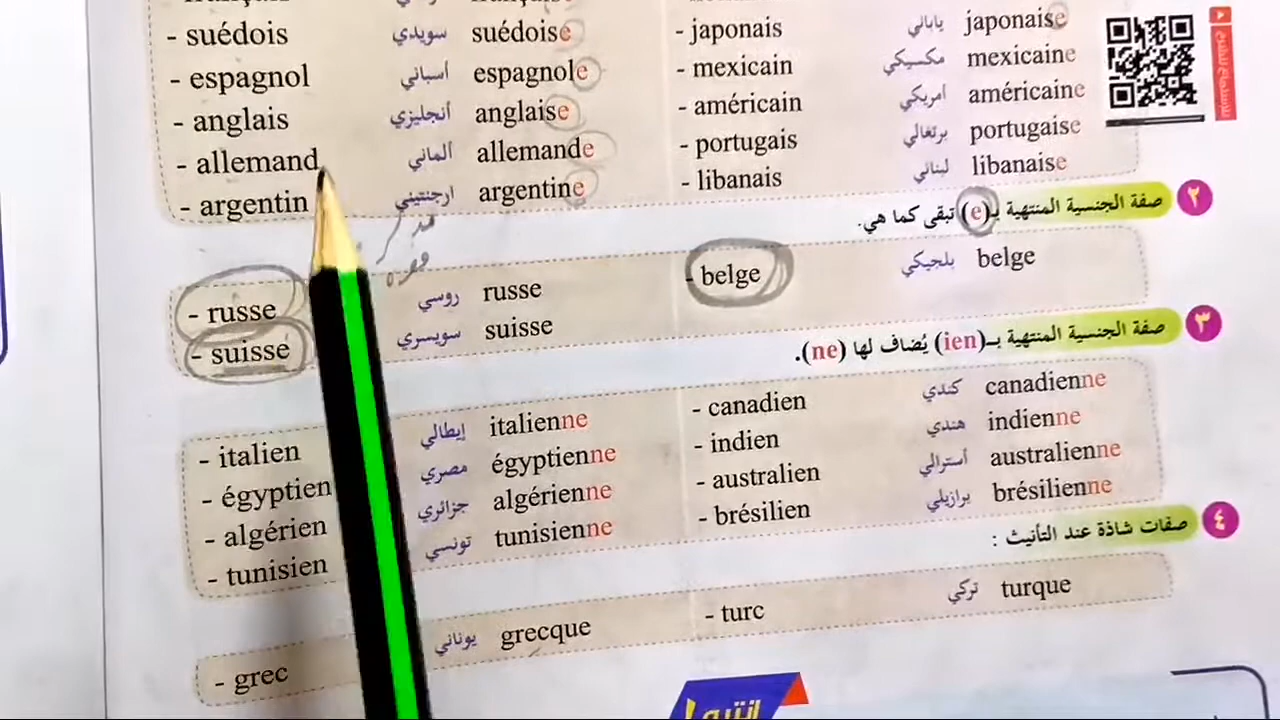 - suédois سويدي suédoise - japonais ياباني japonaise
- espagnol أسباني espagnole - mexicain مكسيكي mexicaine
- anglais أنجليزي anglaise - américain أمريكي américaine
- allemand ألماني allemande - portugais برتغالي portugaise
- argentin ارجنتيني argentine - libanais لبناني libanaise
٢ صفة الجنسية المنتهية بـ(e) تبقى كما هي.
- russe روسي russe - belge بلجيكي belge
- suisse سويسري suisse
٣ صفة الجنسية المنتهية بــ(ien) يُضاف لها (ne).
- italien إيطالي italienne - canadien كندي canadienne
- égyptien مصري égyptienne - indien هندي indienne
- algérien جزائري algérienne - australien أسترالي australienne
- tunisien تونسي tunisienne - brésilien برازيلي brésilienne
٤ صفات شاذة عند التأنيث :
- grec يوناني grecque - turc تركي turque
انتبه !